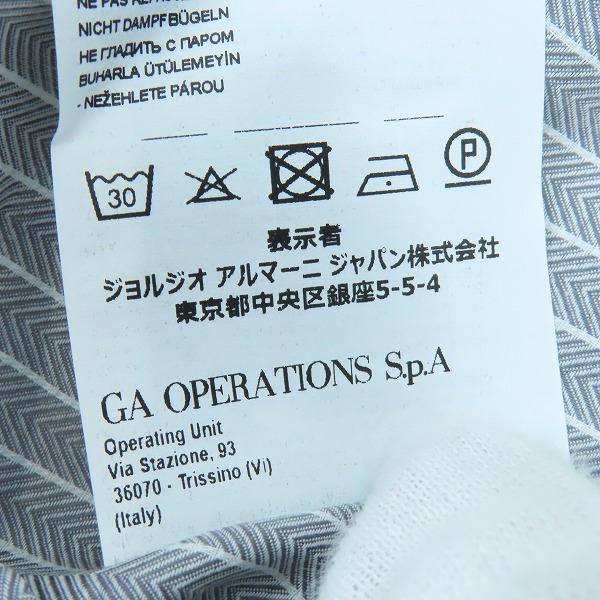 NE PAS
NICHT DAMPFBÜGELN
НЕ ГЛАДИТЬ С ПАРОМ
BUHARLA ÜTÜLEMEYİN
- NEŽEHLETE PÁROU
30
P
表示者
ジョルジオ アルマーニ ジャパン株式会社
東京都中央区銀座5-5-4
GA OPERATIONS S.p.A
Operating Unit
Via Stazione, 93
36070 - Trissino (Vi)
(Italy)